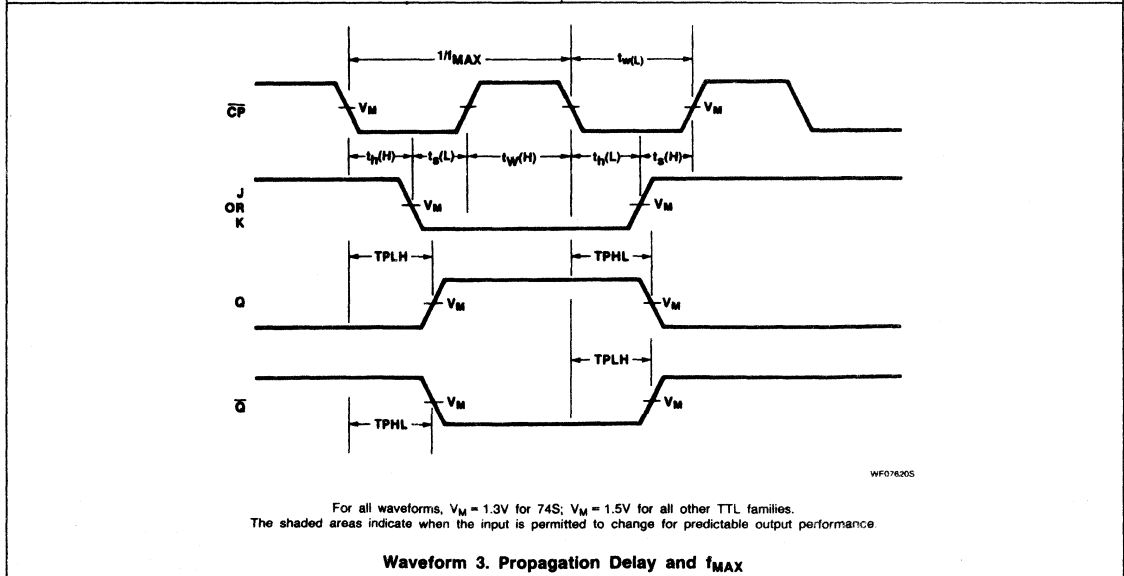 1/fMAX
tw(L)
C̅P̅
VM
VM
th(H)
ts(L)
tW(H)
th(L)
ts(H)
J
OR
K
VM
VM
TPLH
TPHL
Q
VM
VM
TPLH
Q̅
VM
VM
TPHL
WF07620S
For all waveforms, VM = 1.3V for 74S; VM = 1.5V for all other TTL families.
The shaded areas indicate when the input is permitted to change for predictable output performance.
Waveform 3. Propagation Delay and fMAX